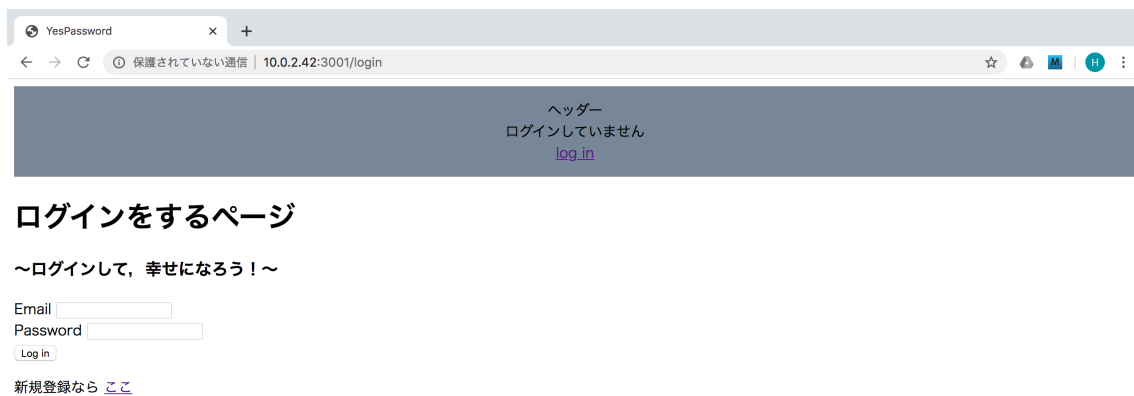 YesPassword
保護されていない通信 | 10.0.2.42:3001/login
M
H
ヘッダー
ログインしていません
log in
ログインをするページ
〜ログインして，幸せになろう！〜
Email
Password
Log in
新規登録なら ここ